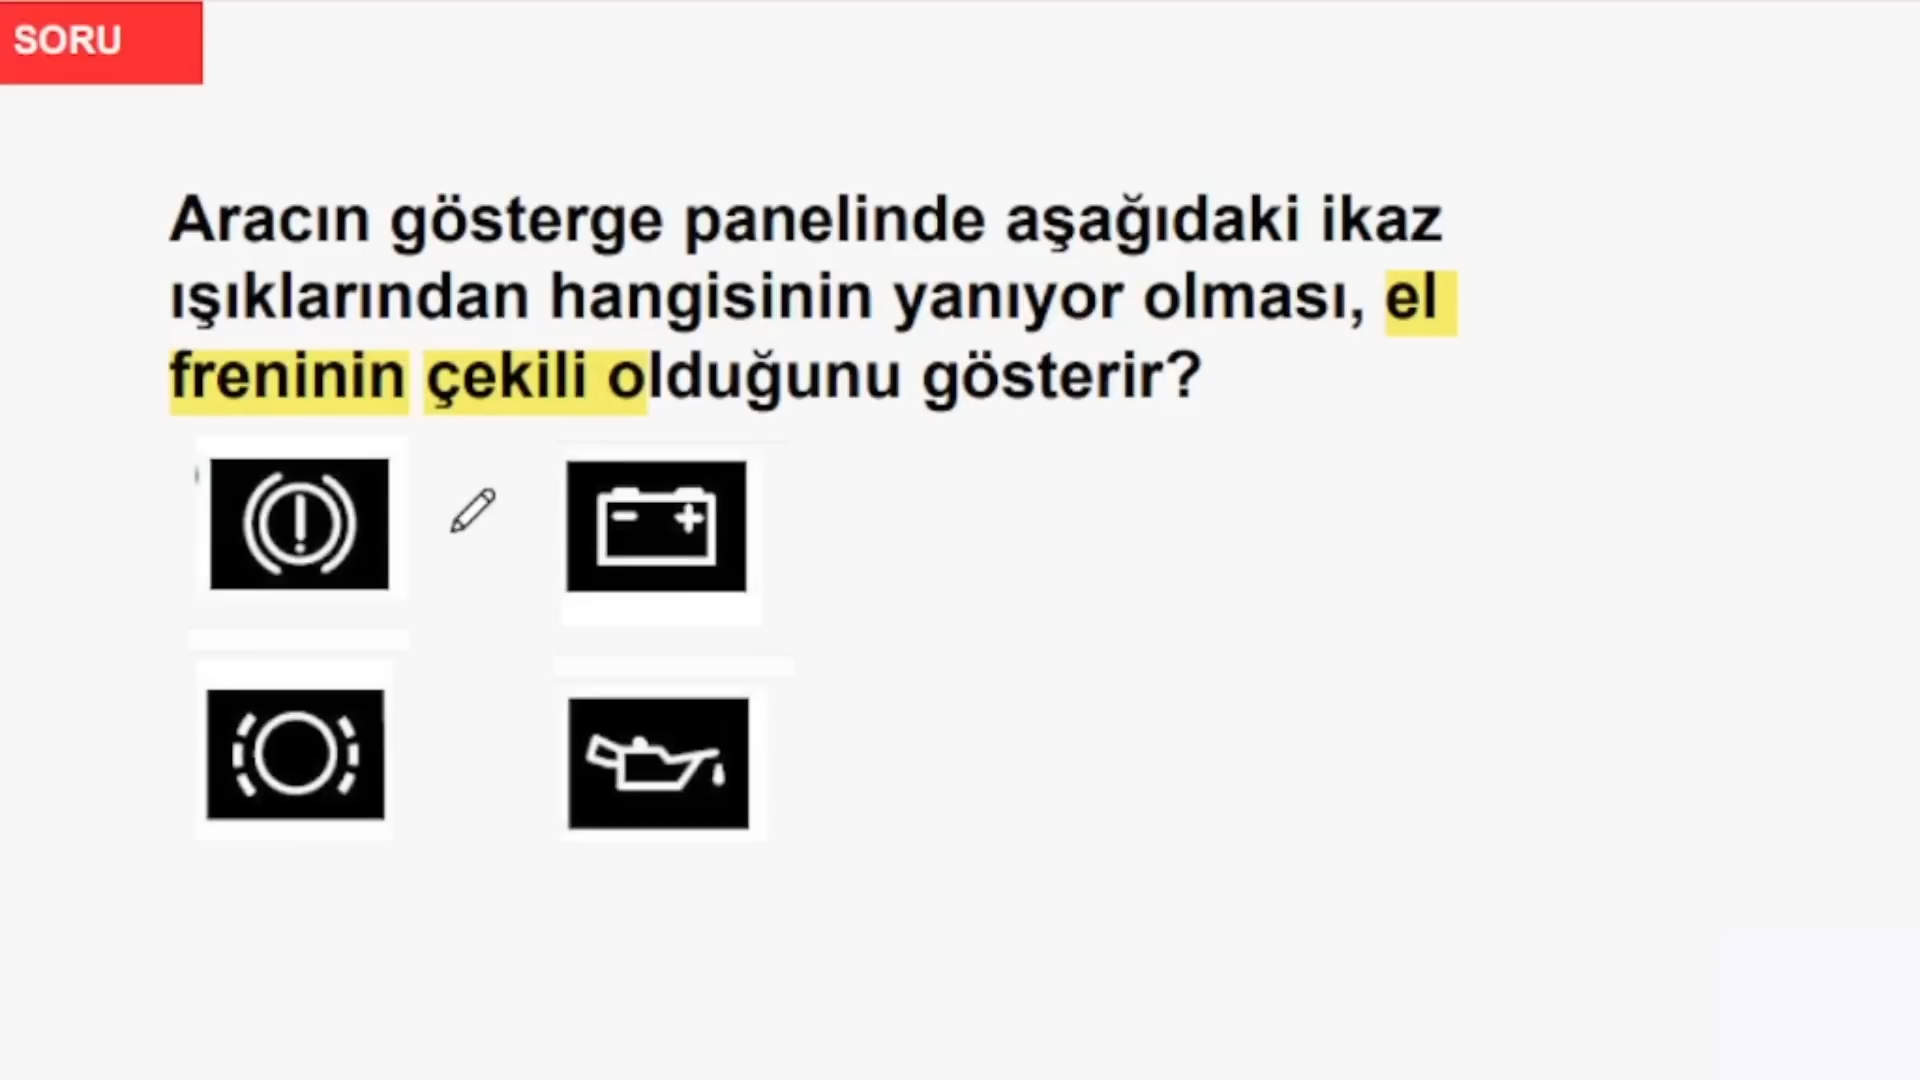 SORU
Aracın gösterge panelinde aşağıdaki ikaz
ışıklarından hangisinin yanıyor olması, el
freninin çekili olduğunu gösterir?